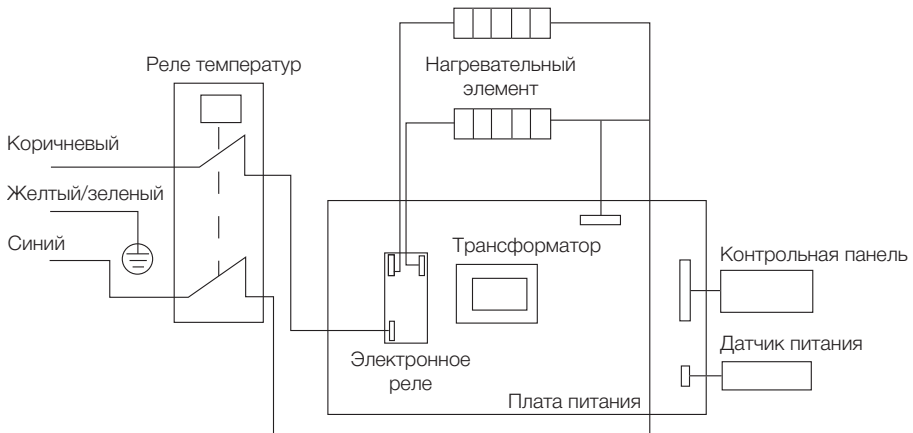 Реле температур
Нагревательный
элемент
Коричневый
Желтый/зеленый
Синий
Трансформатор
Контрольная панель
Датчик питания
Электронное
реле
Плата питания